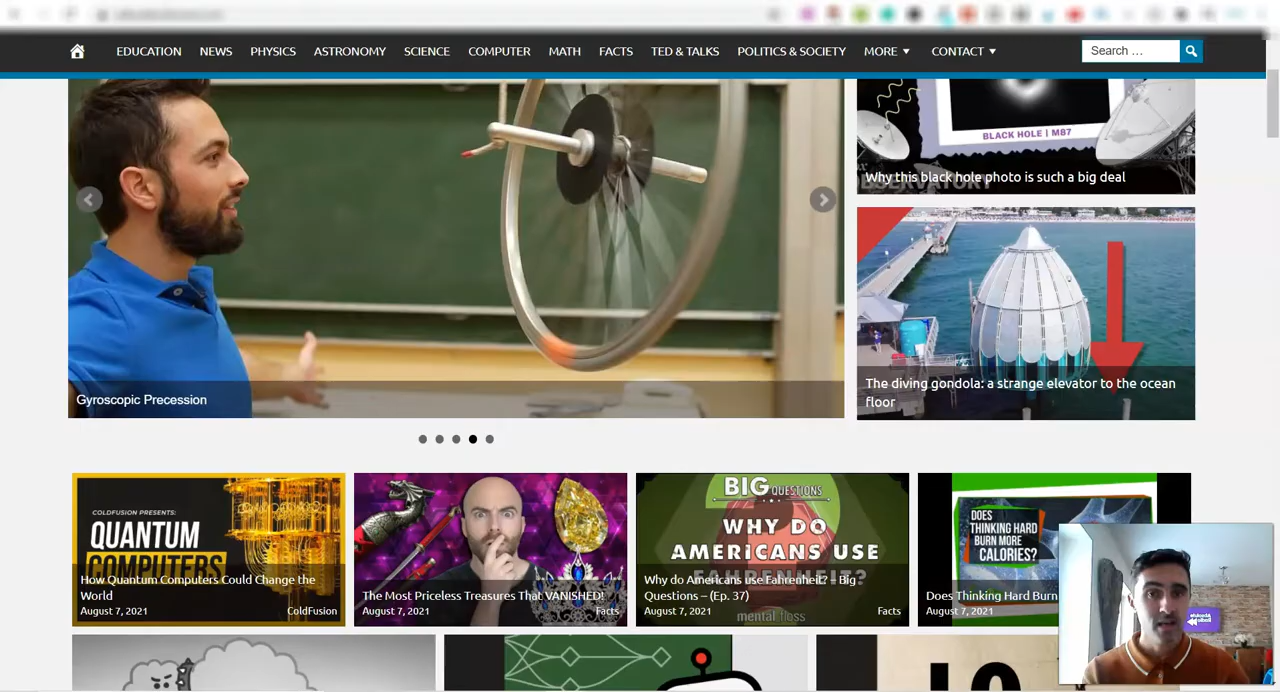 EDUCATION NEWS PHYSICS ASTRONOMY SCIENCE COMPUTER MATH FACTS TED & TALKS POLITICS & SOCIETY MORE CONTACT Search …
BLACK HOLE | M87
Why this black hole photo is such a big deal
The diving gondola: a strange elevator to the ocean
floor
Gyroscopic Precession
COLDFUSION PRESENTS:
QUANTUM
COMPUTERS
How Quantum Computers Could Change the
World
August 7, 2021 ColdFusion
The Most Priceless Treasures That VANISHED!
August 7, 2021 Facts
BIG QUESTIONS
WHY DO
AMERICANS USE
FAHRENHEIT?
Why do Americans use Fahrenheit? – Big
Questions – (Ep. 37)
August 7, 2021 Facts
mental floss
DOES
THINKING HARD
BURN MORE
CALORIES?
Does Thinking Hard Burn
August 7, 2021